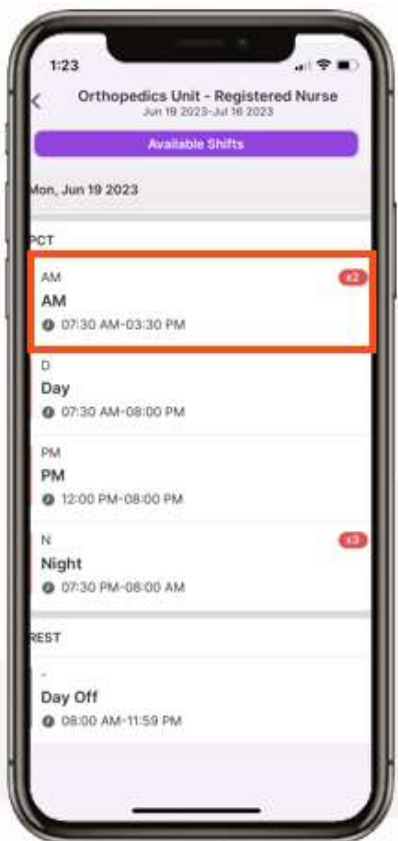 1:23
Orthopedics Unit - Registered Nurse
Jun 19 2023-Jul 16 2023
Available Shifts
Mon, Jun 19 2023
PCT
AM
x2
AM
07:30 AM-03:30 PM
D
Day
07:30 AM-08:00 PM
PM
PM
12:00 PM-08:00 PM
N
x3
Night
07:30 PM-08:00 AM
REST
-
Day Off
08:00 AM-11:59 PM